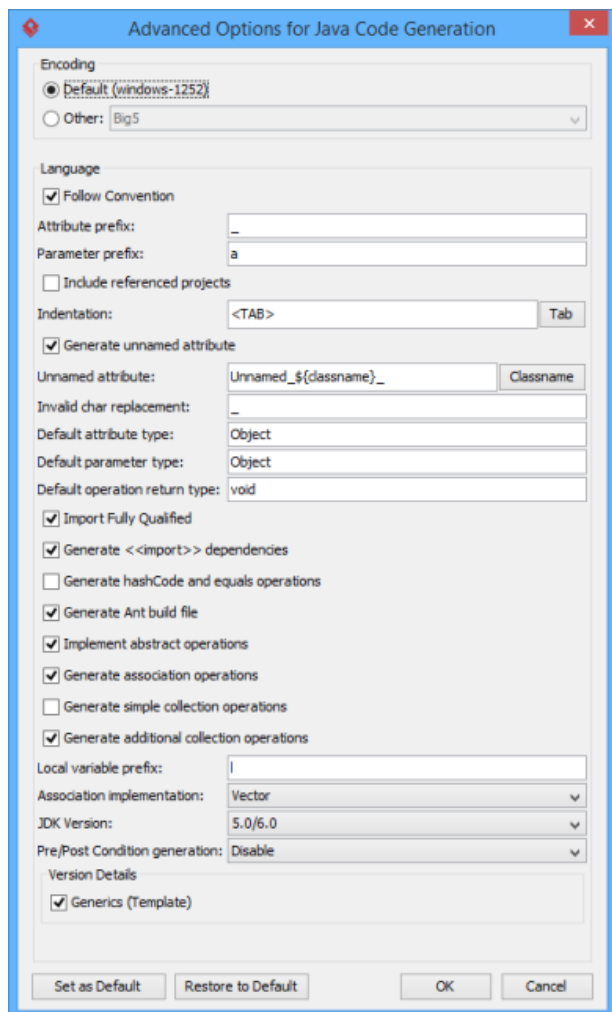 Advanced Options for Java Code Generation
Encoding
Default (windows-1252)
Other: Big5
Language
Follow Convention
Attribute prefix: _
Parameter prefix: a
Include referenced projects
Indentation: <TAB> Tab
Generate unnamed attribute
Unnamed attribute: Unnamed_${classname}_ Classname
Invalid char replacement: _
Default attribute type: Object
Default parameter type: Object
Default operation return type: void
Import Fully Qualified
Generate <<import>> dependencies
Generate hashCode and equals operations
Generate Ant build file
Implement abstract operations
Generate association operations
Generate simple collection operations
Generate additional collection operations
Local variable prefix: l
Association implementation: Vector
JDK Version: 5.0/6.0
Pre/Post Condition generation: Disable
Version Details
Generics (Template)
Set as Default Restore to Default OK Cancel